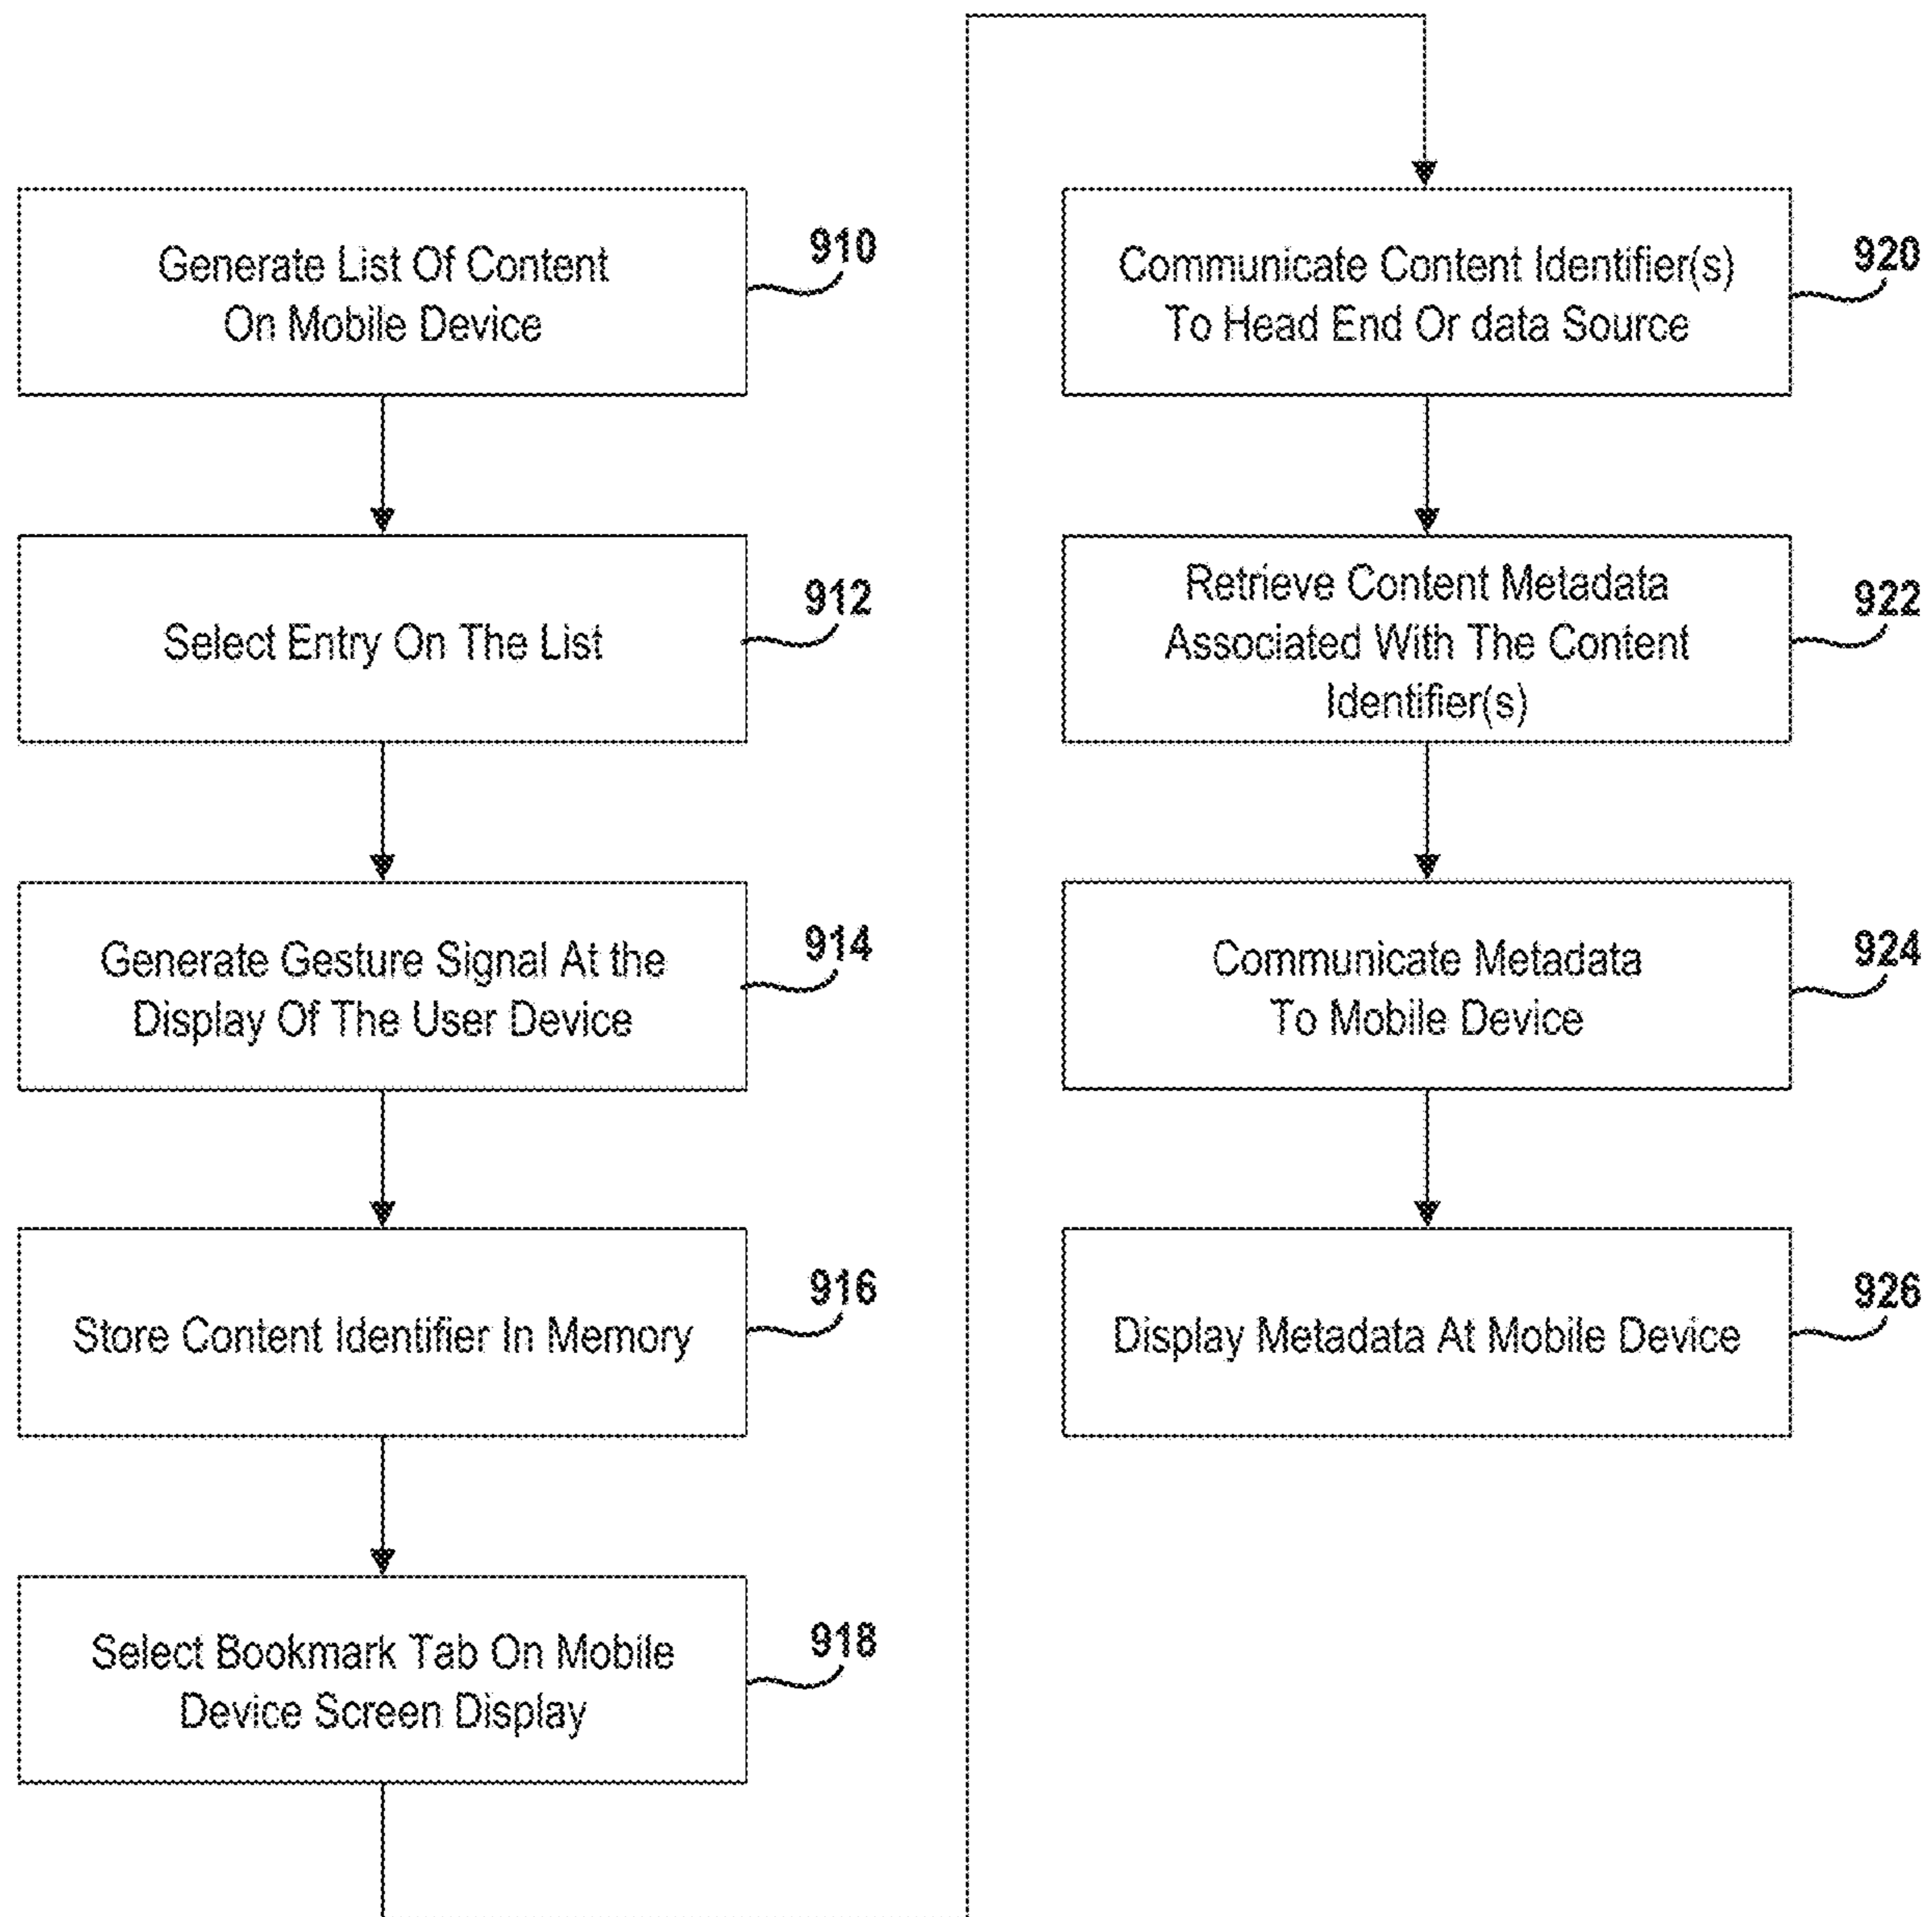 Generate List Of Content
On Mobile Device
910
Select Entry On The List
912
Generate Gesture Signal At the
Display Of The User Device
914
Store Content Identifier In Memory
916
Select Bookmark Tab On Mobile
Device Screen Display
918
Communicate Content Identifier(s)
To Head End Or data Source
920
Retrieve Content Metadata
Associated With The Content
Identifier(s)
922
Communicate Metadata
To Mobile Device
924
Display Metadata At Mobile Device
926